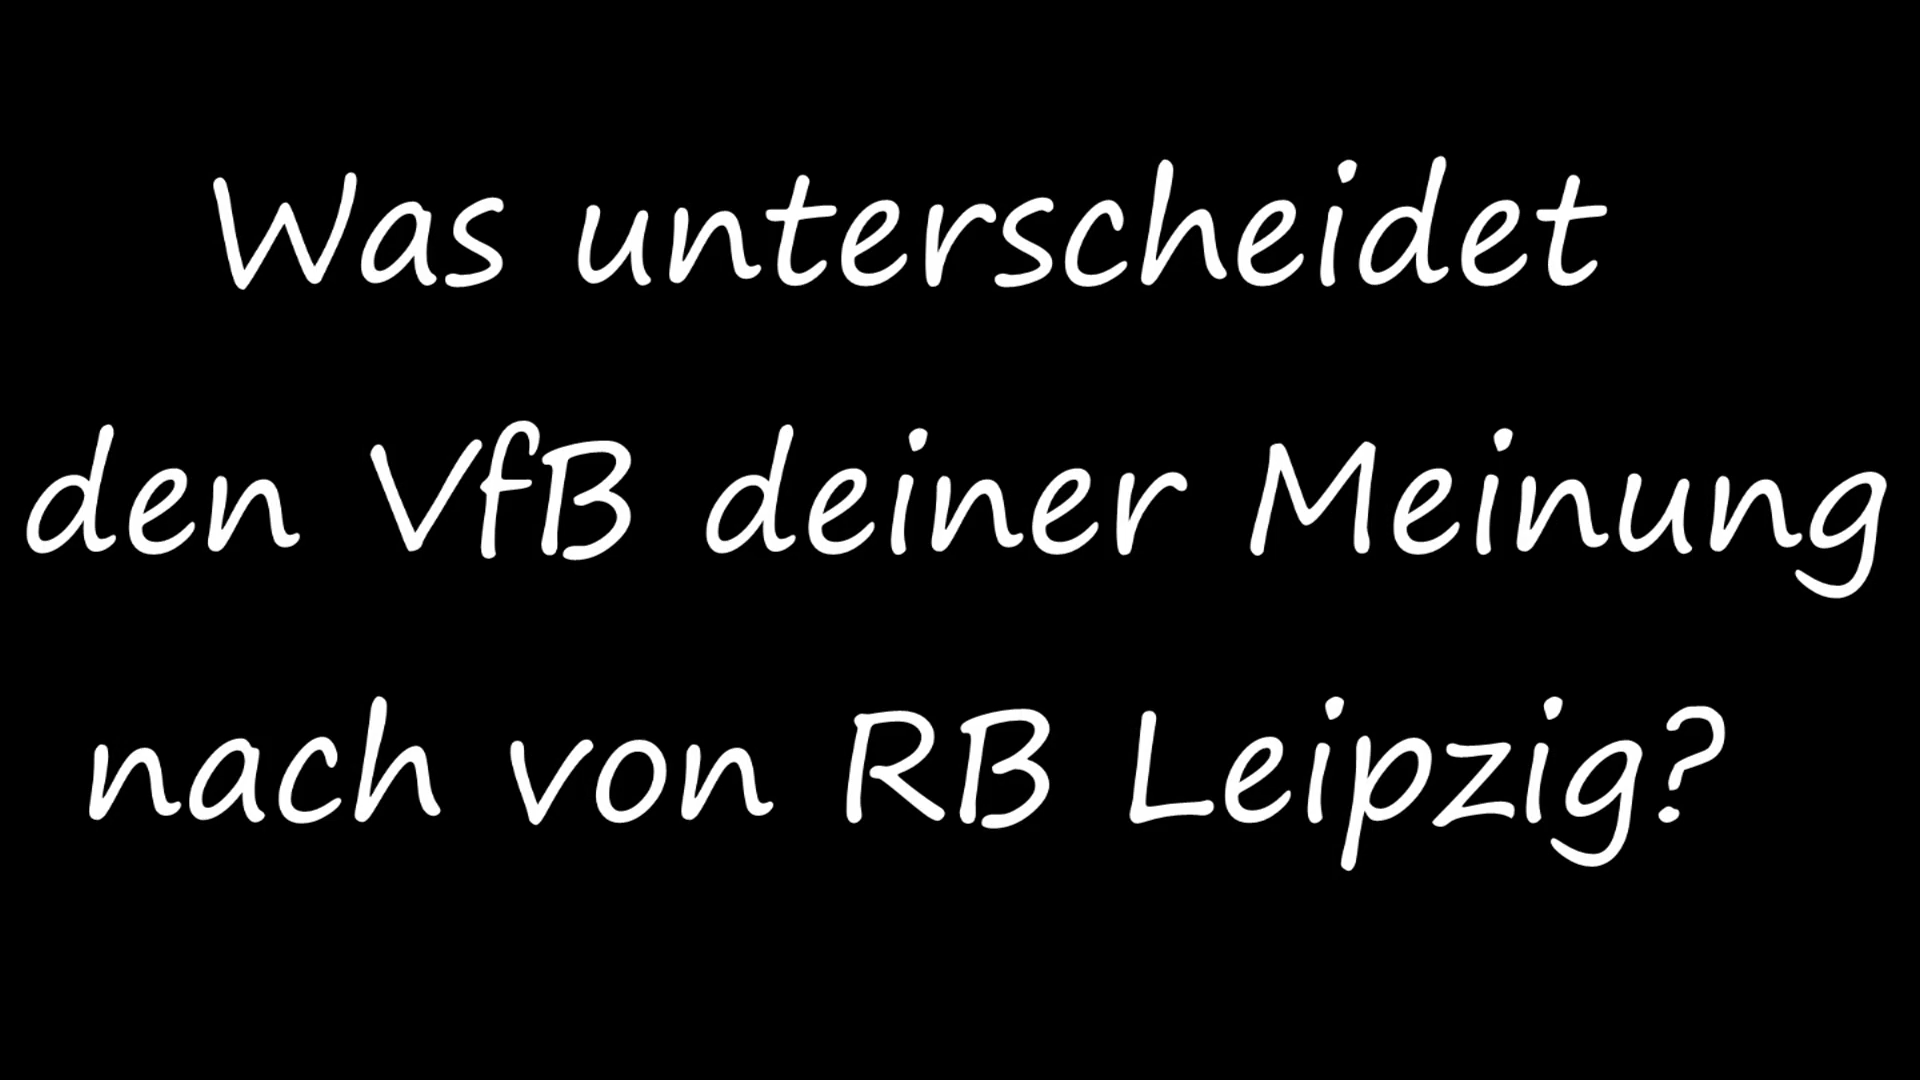 Was unterscheidet
den VfB deiner Meinung
nach von RB Leipzig?